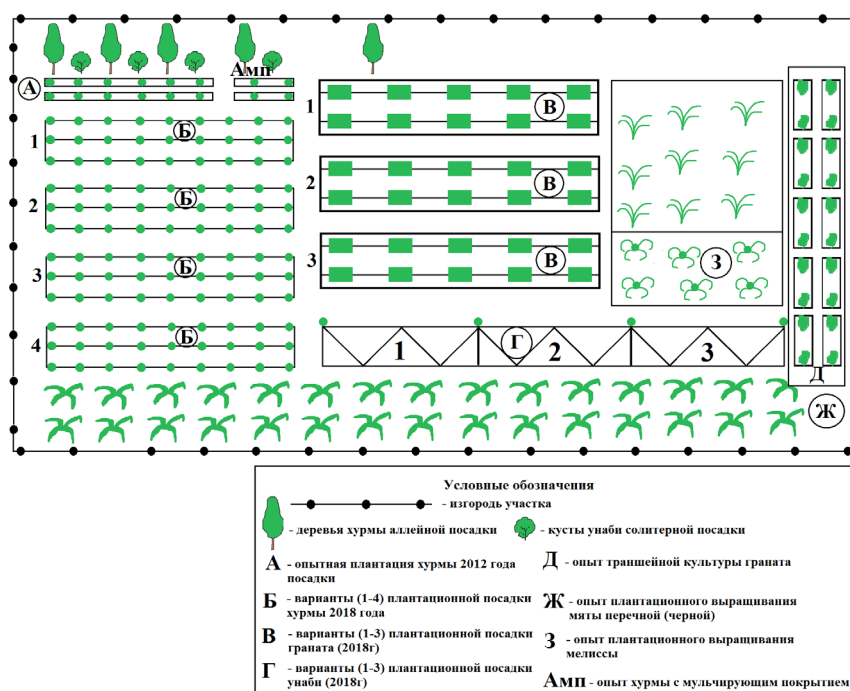 Амп
А
Б
1
Б
2
Б
3
Б
4
1
В
2
В
3
В
З
1
Г
2
3
Д
Ж
Условные обозначения
- изгородь участка
- деревья хурмы аллейной посадки
- кусты унаби солитерной посадки
А - опытная плантация хурмы 2012 года
посадки
Б - варианты (1-4) плантационной посадки
хурмы 2018 года
В - варианты (1-3) плантационной посадки
граната (2018г)
Г - варианты (1-3) плантационной посадки
унаби (2018г)
Д - опыт траншейной культуры граната
Ж - опыт плантационного выращивания
мяты перечной (черной)
З - опыт плантационного выращивания
мелиссы
Амп - опыт хурмы с мульчирующим покрытием